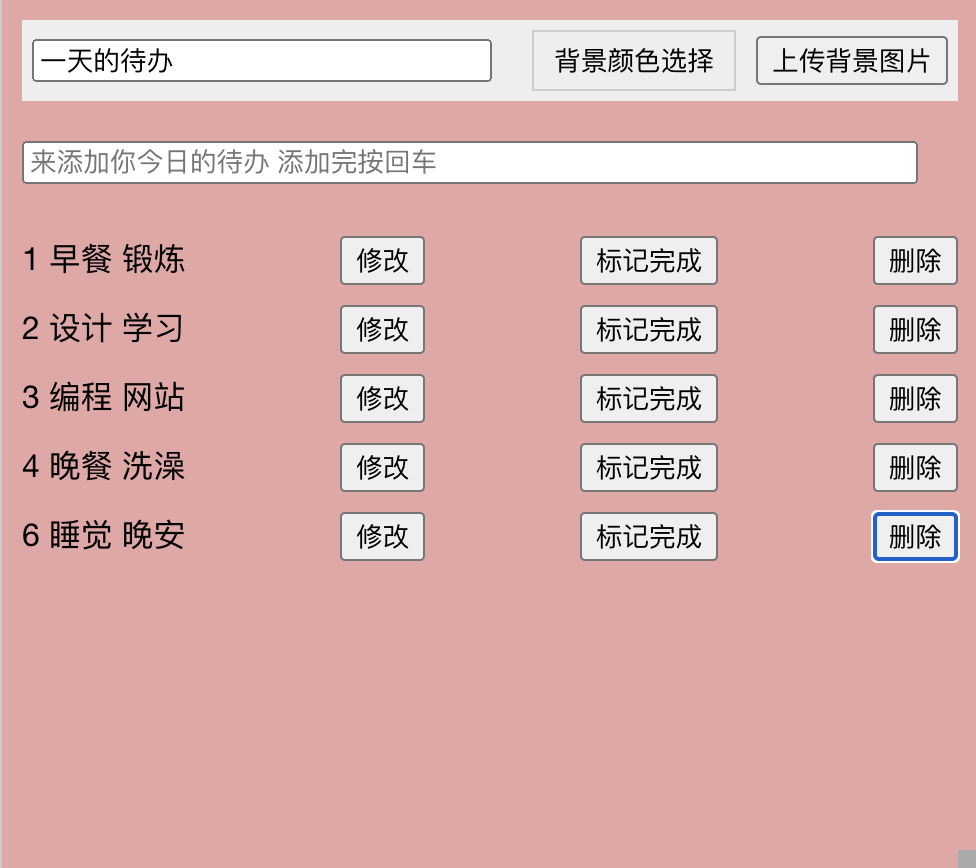 一天的待办 背景颜色选择 上传背景图片
来添加你今日的待办 添加完按回车
1 早餐 锻炼 修改 标记完成 删除
2 设计 学习 修改 标记完成 删除
3 编程 网站 修改 标记完成 删除
4 晚餐 洗澡 修改 标记完成 删除
6 睡觉 晚安 修改 标记完成 删除